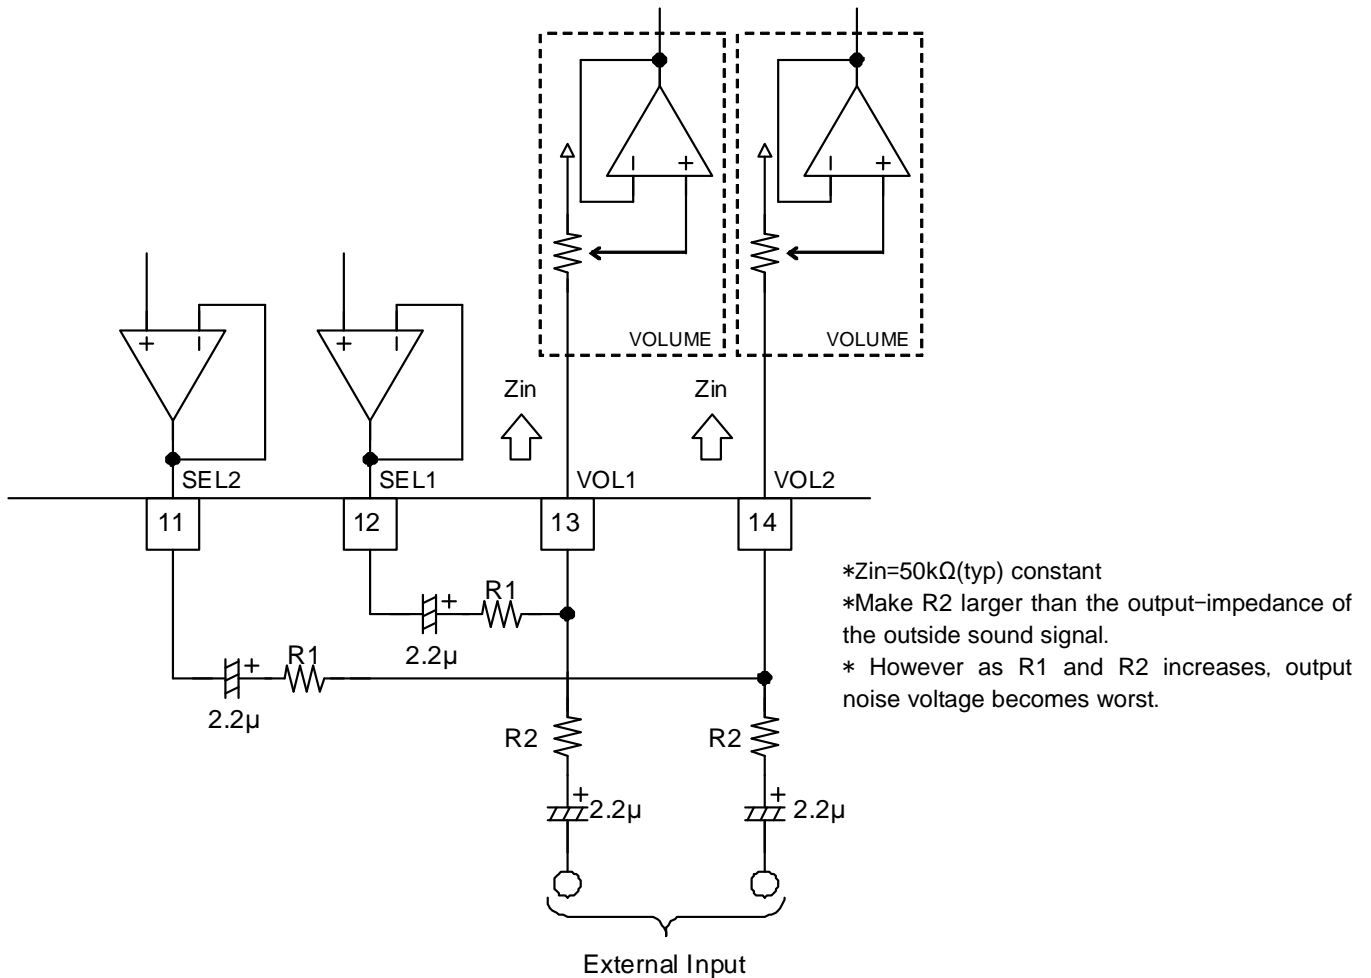 VOLUME
VOLUME
Zin
Zin
SEL2
SEL1
VOL1
VOL2
11
12
13
14
R1
+
2.2μ
R1
+
2.2μ
R2
R2
+
2.2μ
+
2.2μ
External Input
*Zin=50kΩ(typ) constant
*Make R2 larger than the output-impedance of
the outside sound signal.
* However as R1 and R2 increases, output
noise voltage becomes worst.